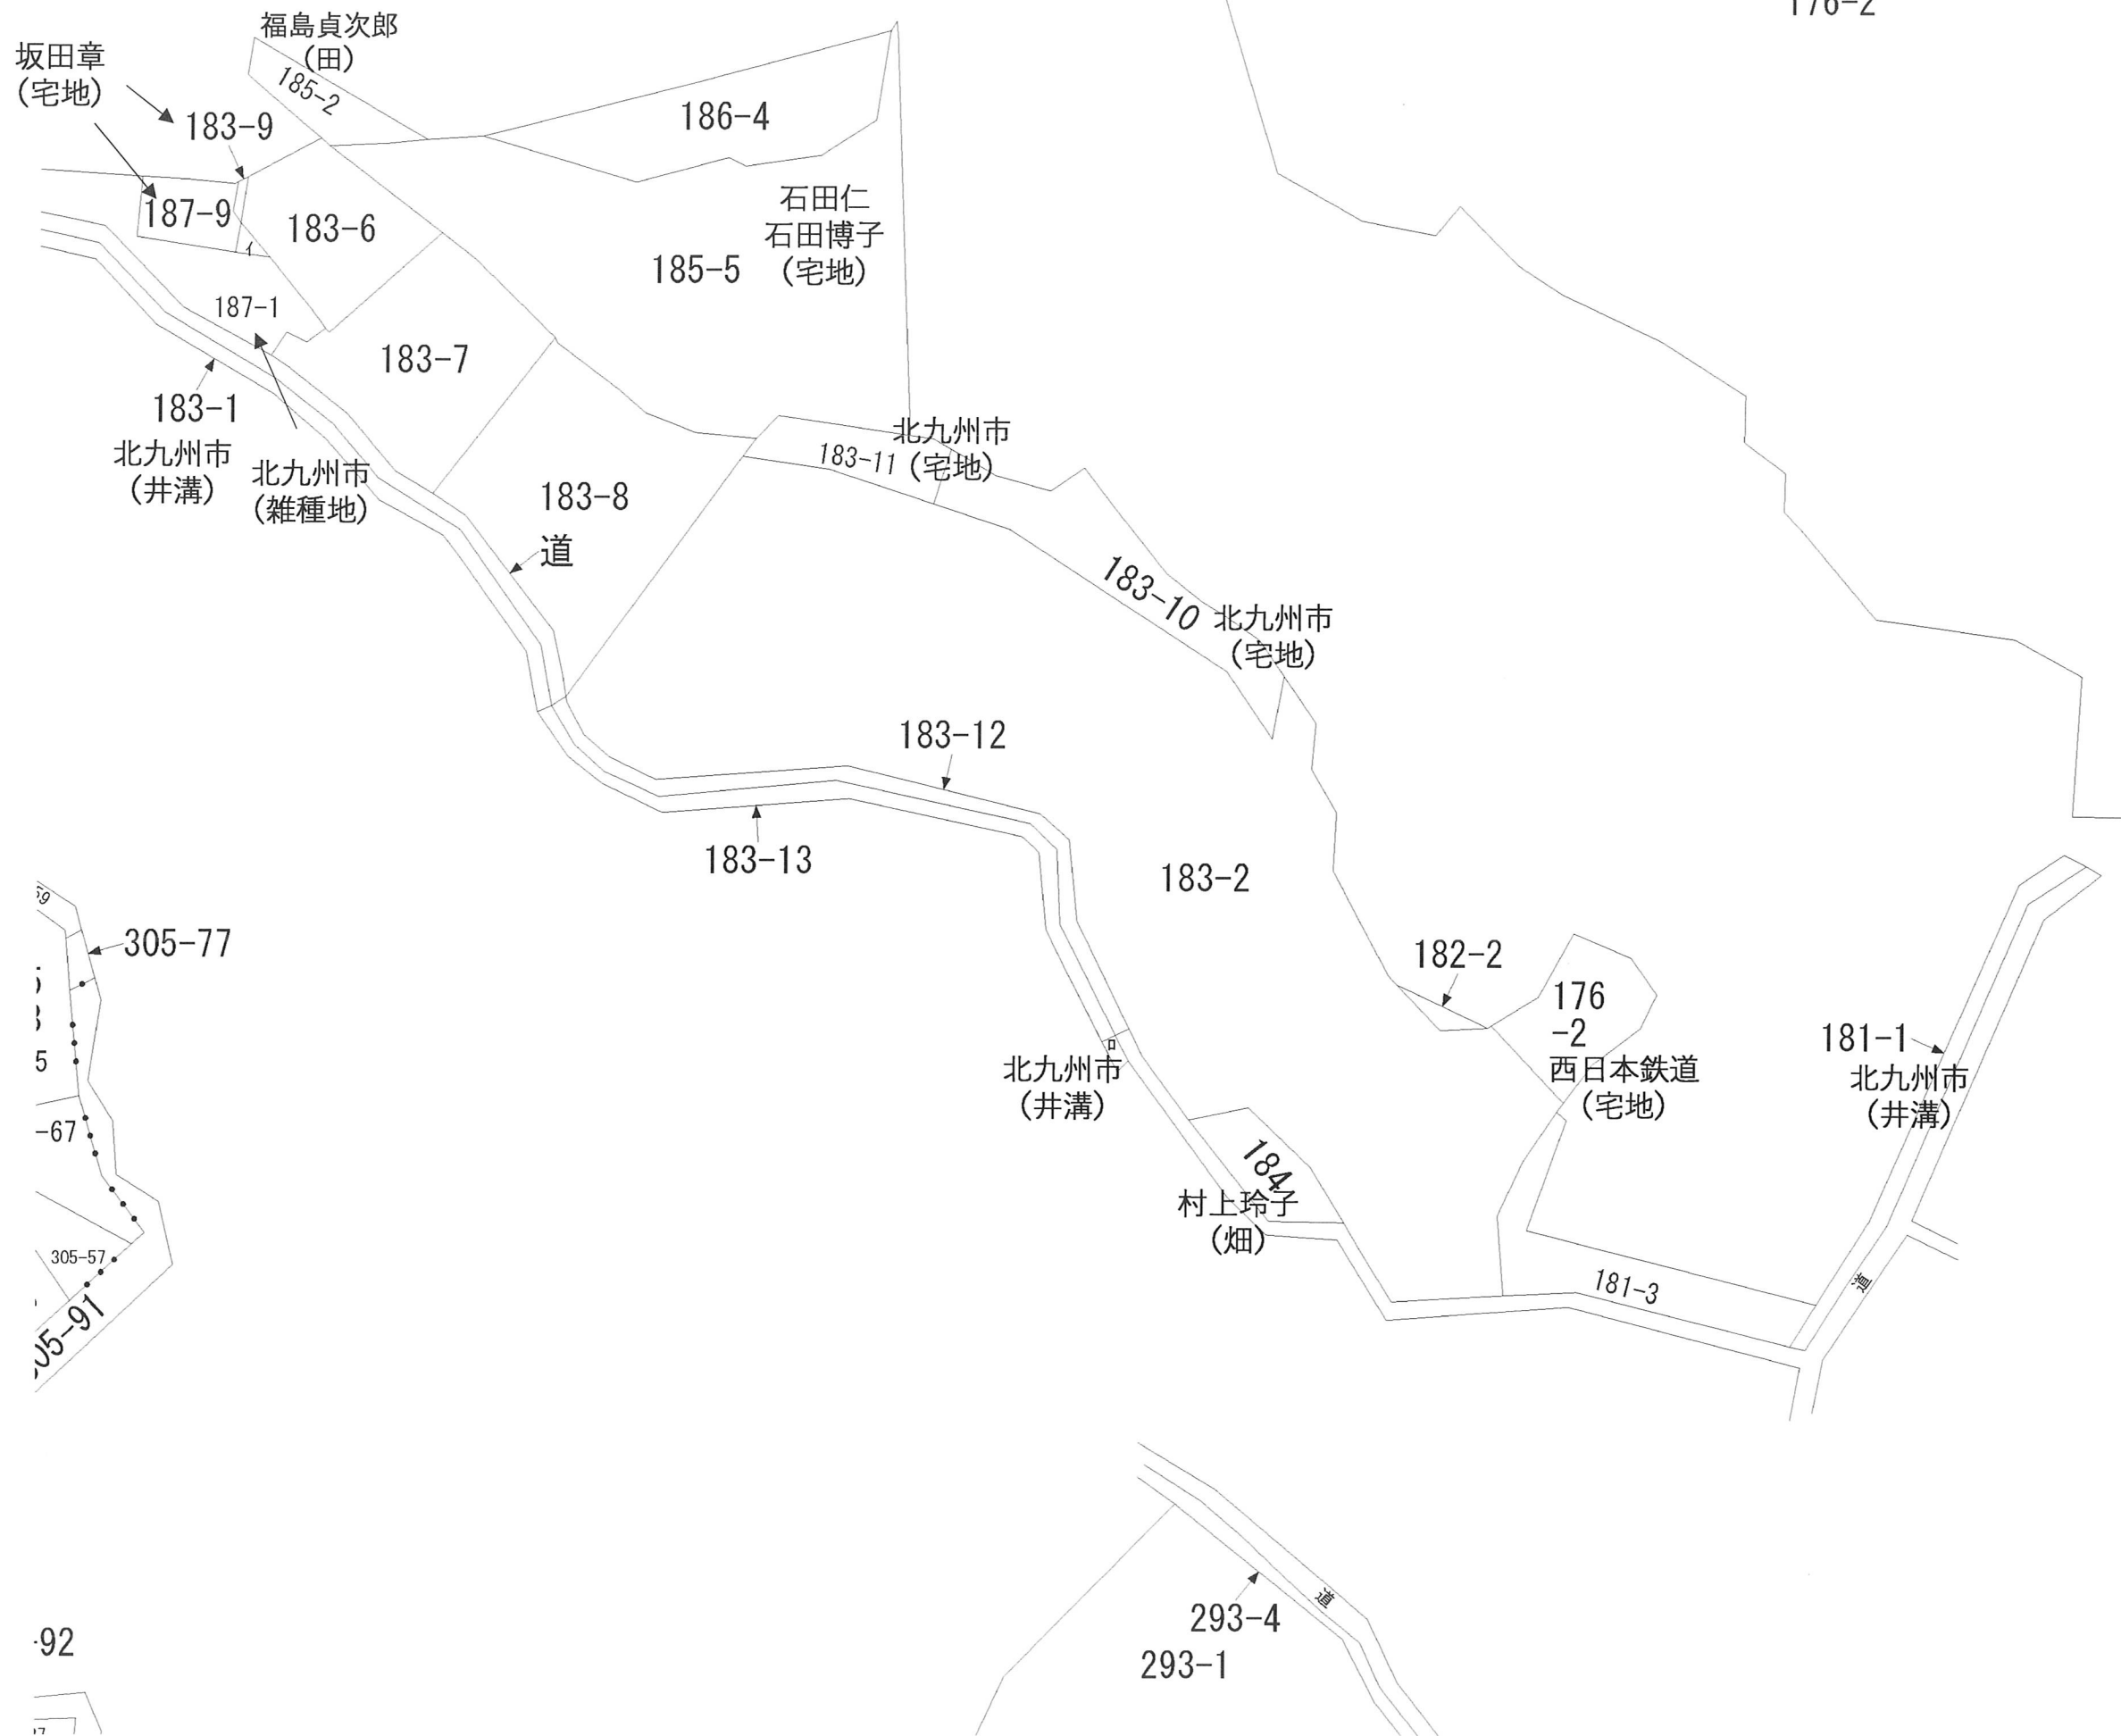 176-2
福島貞次郎
(田)
坂田章
(宅地)
185-2
183-9
186-4
187-9
183-6
イ
石田仁
石田博子
(宅地)
185-5
187-1
183-7
183-1
北九州市
(井溝)
北九州市
(雑種地)
北九州市
(宅地)
183-11
183-8
道
183-10
北九州市
(宅地)
183-12
183-13
183-2
305-77
182-2
176
-2
西日本鉄道
(宅地)
181-1
北九州市
(井溝)
ロ
北九州市
(井溝)
5
-67
184
村上玲子
(畑)
305-57
05-91
181-3
道
道
293-4
293-1
-92